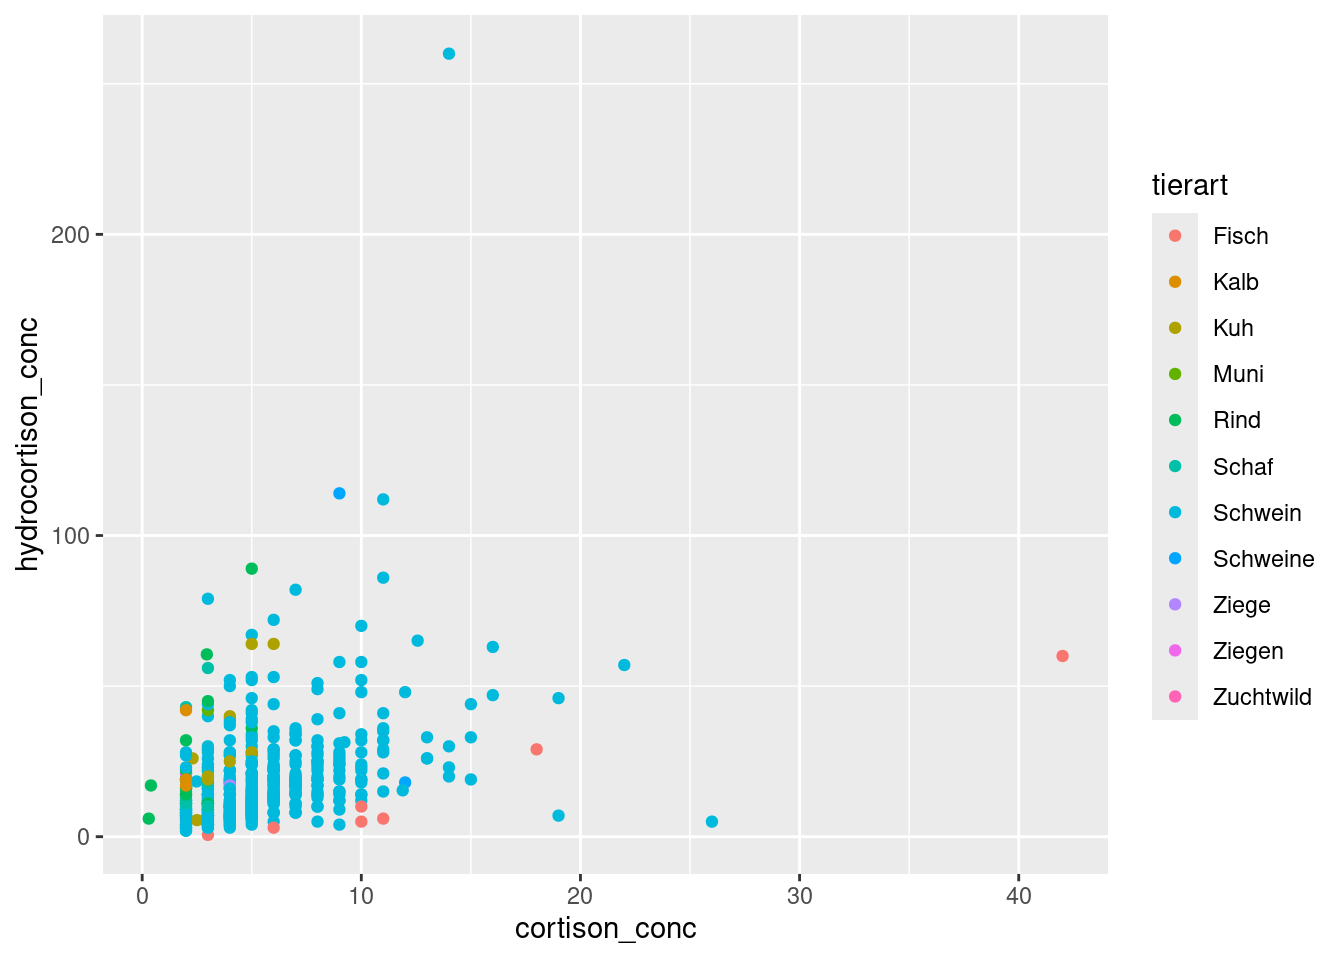 hydrocortison_conc
200
100
0
0 10 20 30 40
cortison_conc
tierart
Fisch
Kalb
Kuh
Muni
Rind
Schaf
Schwein
Schweine
Ziege
Ziegen
Zuchtwild